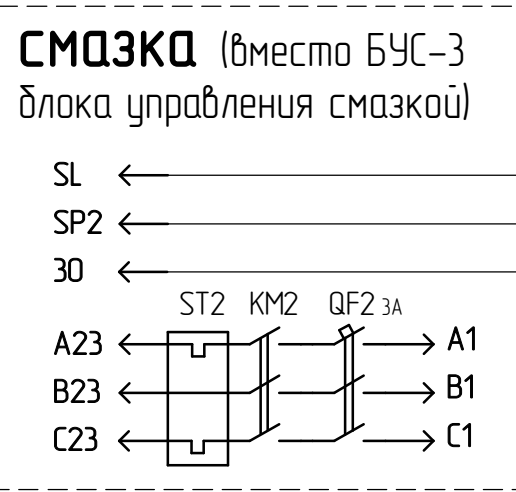 смазка (вместо БУС-3
блока управления смазкой)
SL
SP2
30
ST2 KM2 QF2 3А
A23 A1
B23 B1
C23 C1